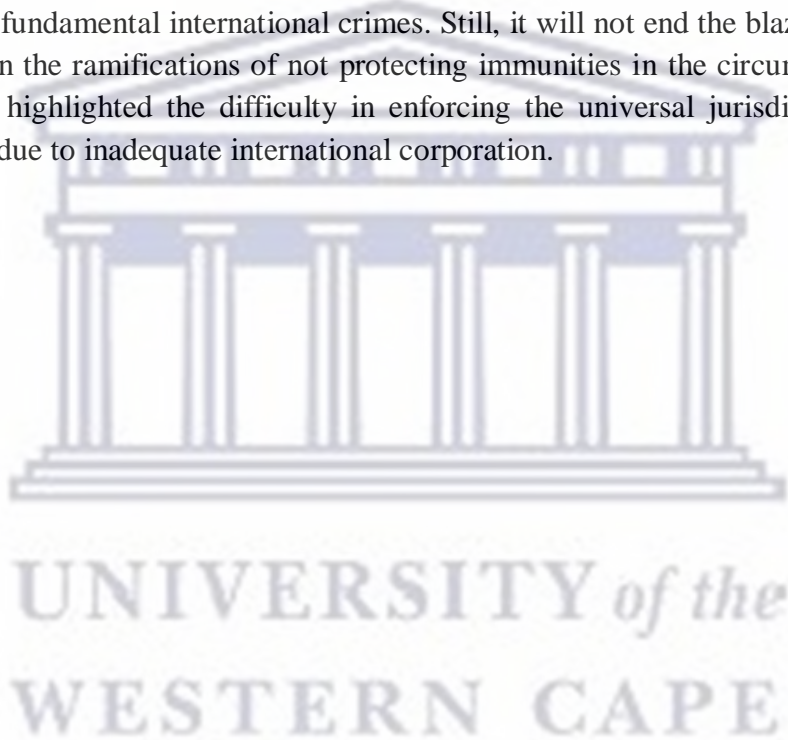 fundamental international crimes. Still, it will not end the blaz
n the ramifications of not protecting immunities in the circu
highlighted the difficulty in enforcing the universal jurisdi
due to inadequate international corporation.
UNIVERSITY of the
WESTERN CAPE